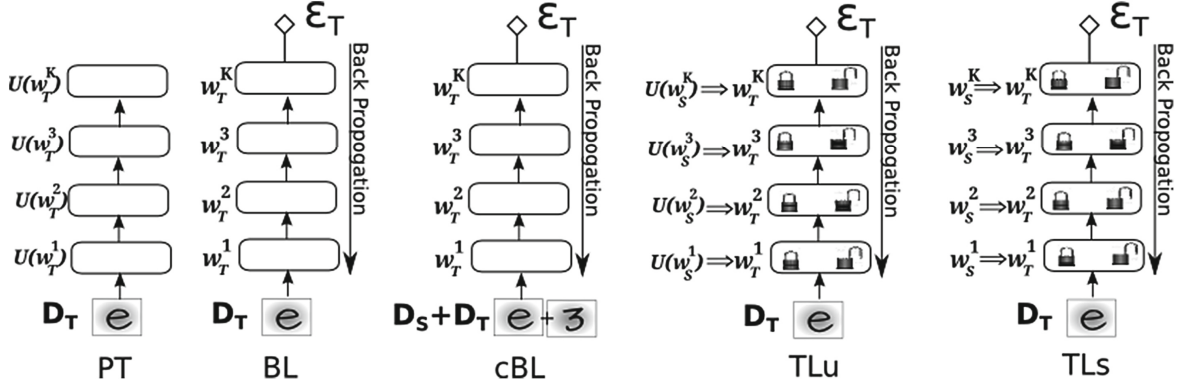 U(w_T^K)
U(w_T^3)
U(w_T^2)
U(w_T^1)
D_T e
PT
ε_T
Back Propogation
w_T^K
w_T^3
w_T^2
w_T^1
D_T e
BL
ε_T
Back Propogation
w_T^K
w_T^3
w_T^2
w_T^1
D_S+D_T e + 3
cBL
ε_T
Back Propogation
U(w_S^K)⇒w_T^K
U(w_S^3)⇒w_T^3
U(w_S^2)⇒w_T^2
U(w_S^1)⇒w_T^1
D_T e
TLu
ε_T
Back Propogation
w_S^K⇒w_T^K
w_S^3⇒w_T^3
w_S^2⇒w_T^2
w_S^1⇒w_T^1
D_T e
TLs